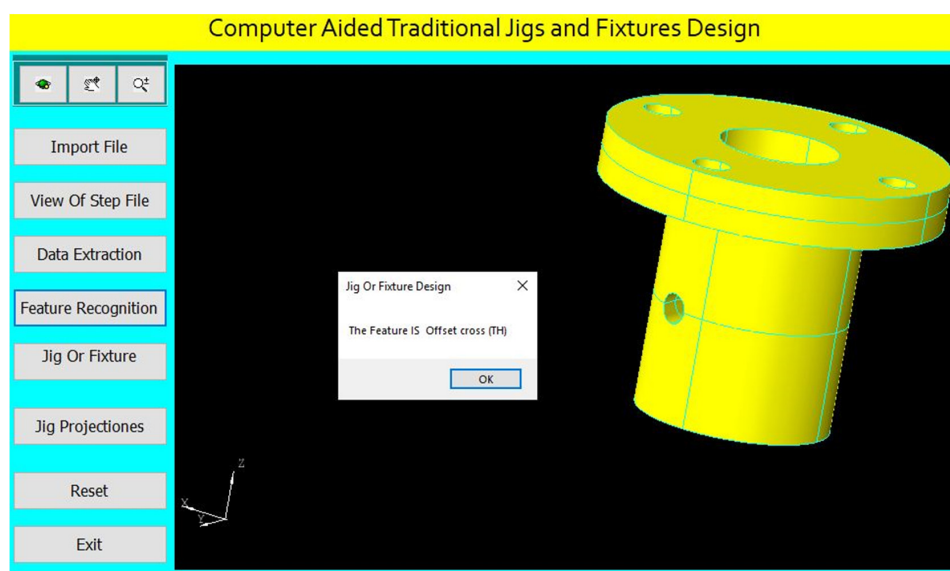 Computer Aided Traditional Jigs and Fixtures Design
Import File
View Of Step File
Data Extraction
Feature Recognition
Jig Or Fixture
Jig Projectiones
Reset
Exit
Jig Or Fixture Design
The Feature IS Offset cross (TH)
OK
Z
X
Y